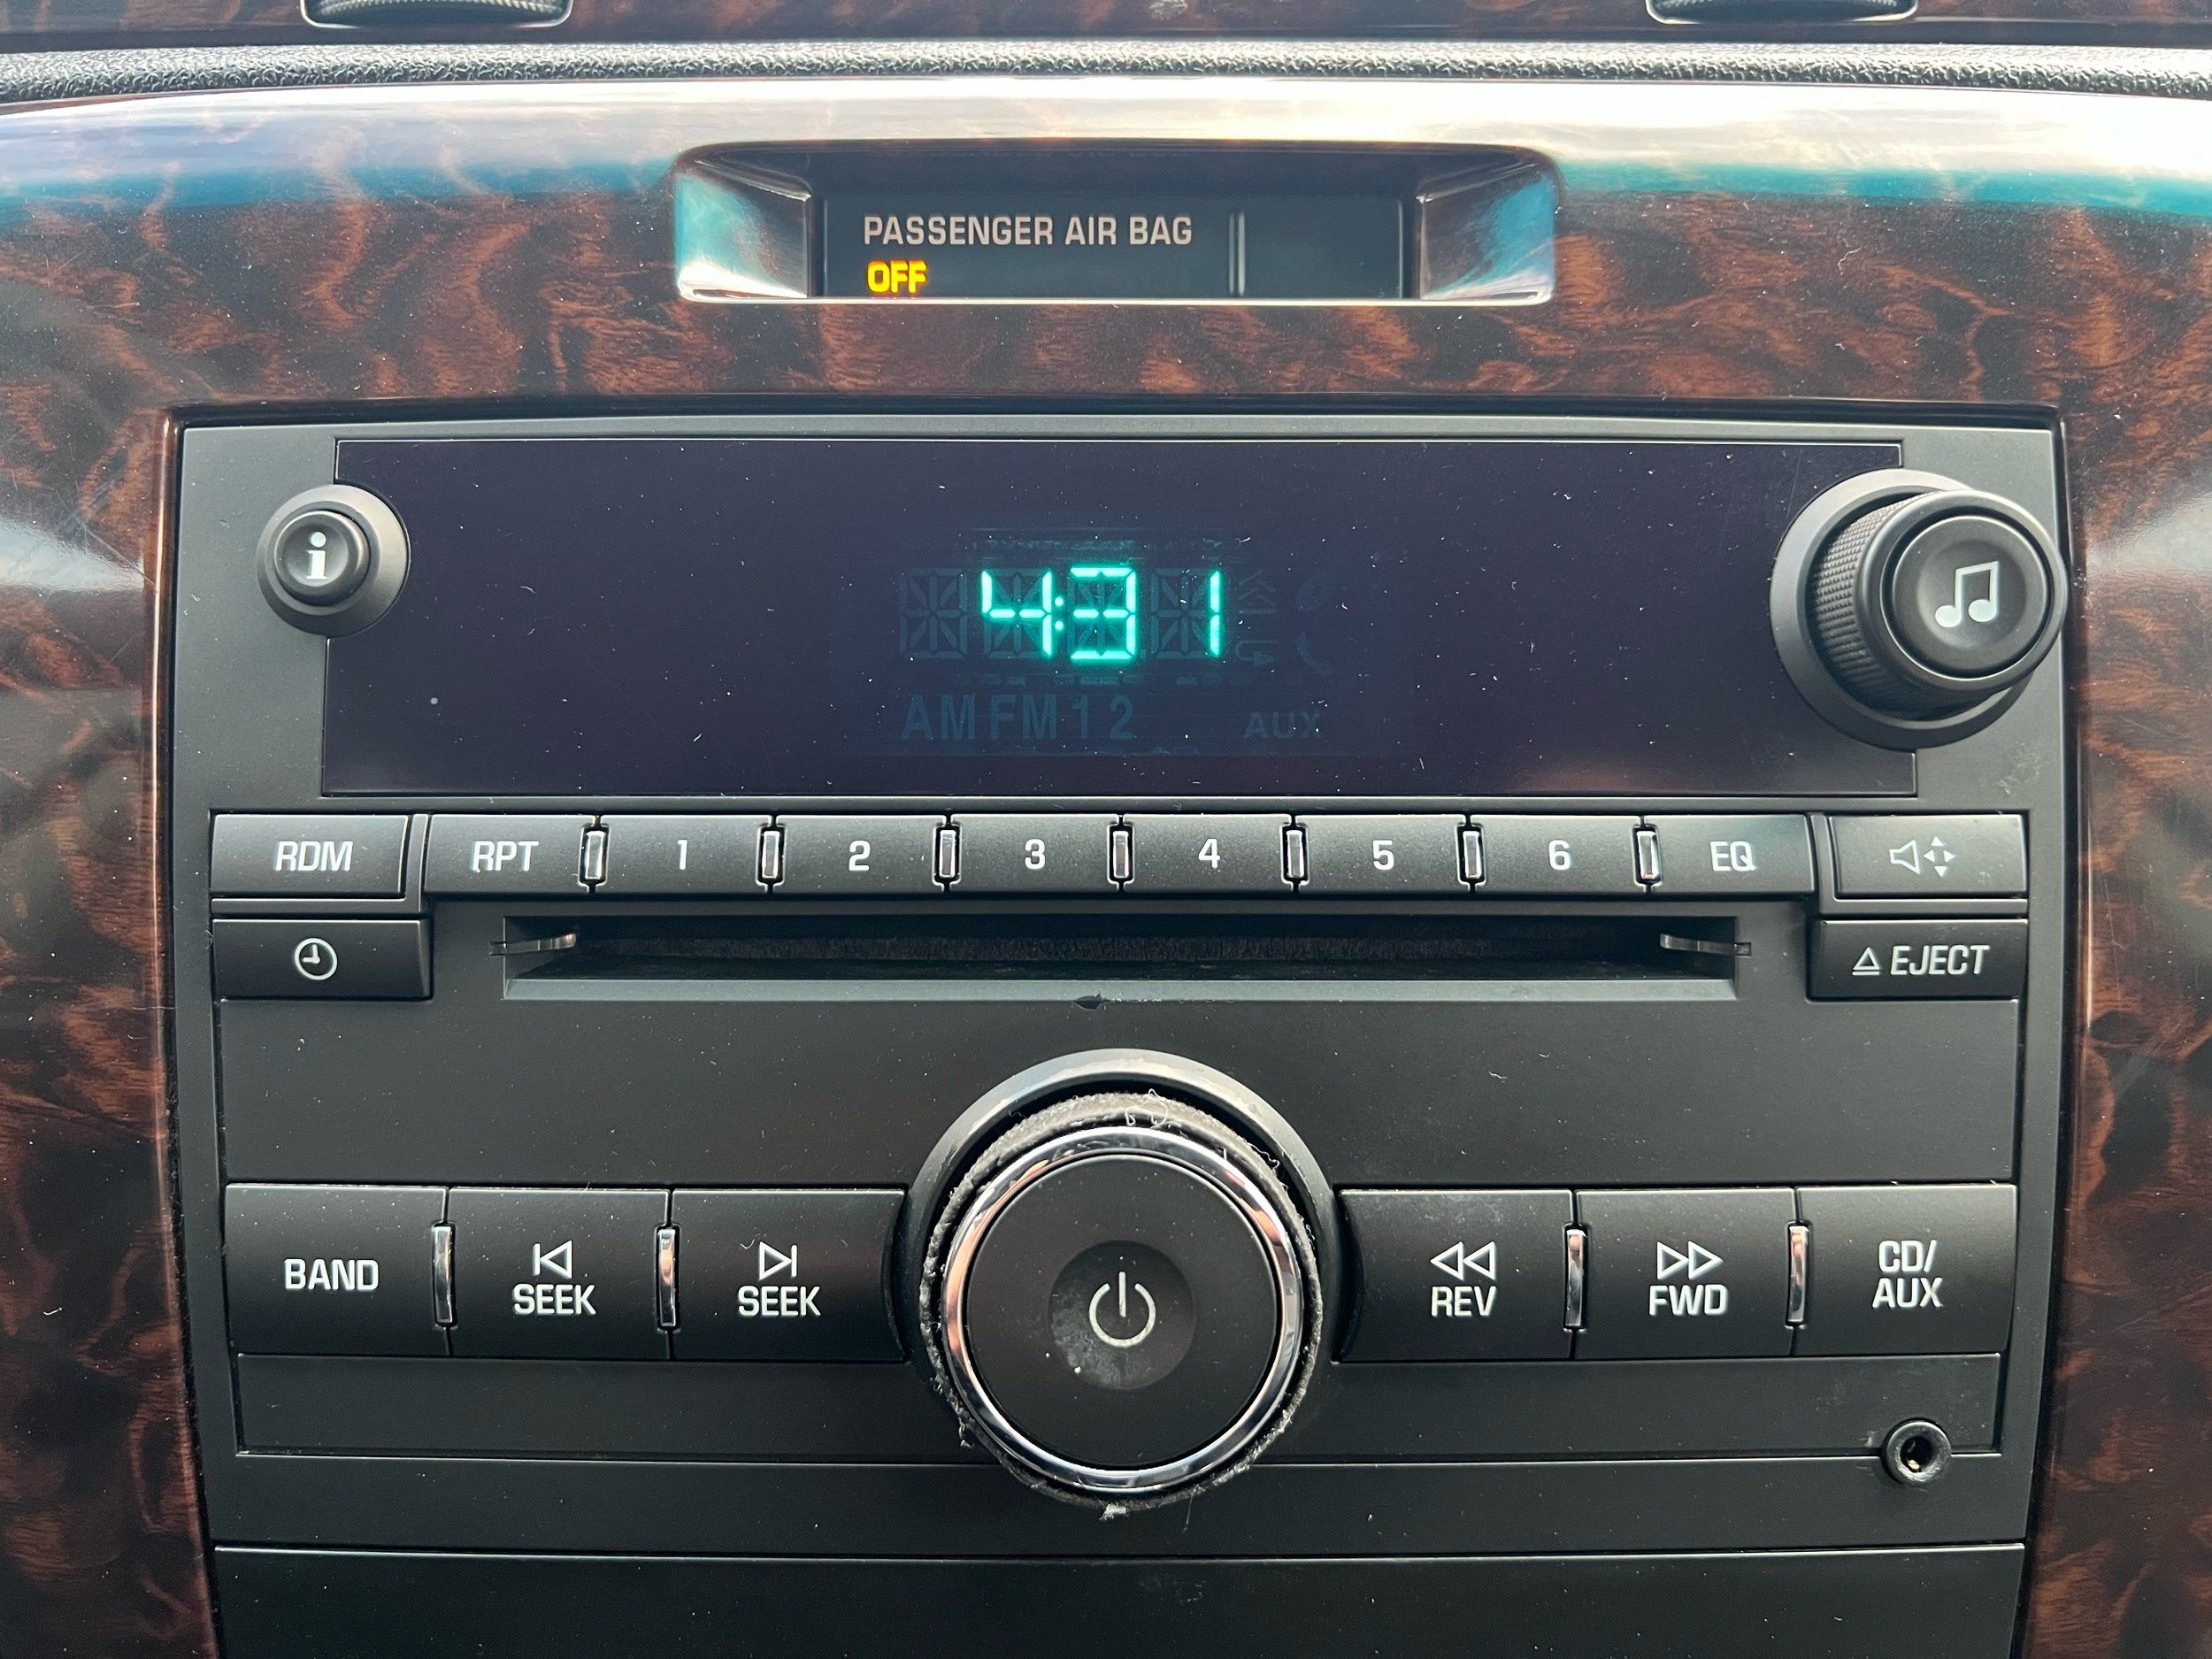 PASSENGER AIR BAG
OFF
i
4:31
AM FM 1 2 AUX
RDM RPT 1 2 3 4 5 6 EQ
EJECT
BAND SEEK SEEK REV FWD CD/
AUX